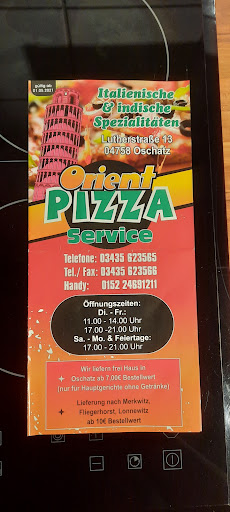 gültig ab
01.05.2021
Italienische
& indische
Spezialitäten
Lutherstraße 13
04758 Oschatz
Orient
PIZZA
Service
Telefone: 03435 623565
Tel./ Fax: 03435 623566
Handy: 0152 24691211
Öffnungszeiten:
Di. - Fr.:
11.00 - 14.00 Uhr
17.00 -21.00 Uhr
Sa. - Mo. & Feiertage:
17.00 - 21.00 Uhr
Wir liefern frei Haus in
+ Oschatz ab 7,00€ Bestellwert
(nur für Hauptgerichte ohne Getränke)
Lieferung nach Merkwitz,
+ Fliegerhorst, Lonnewitz
ab 10€ Bestellwert